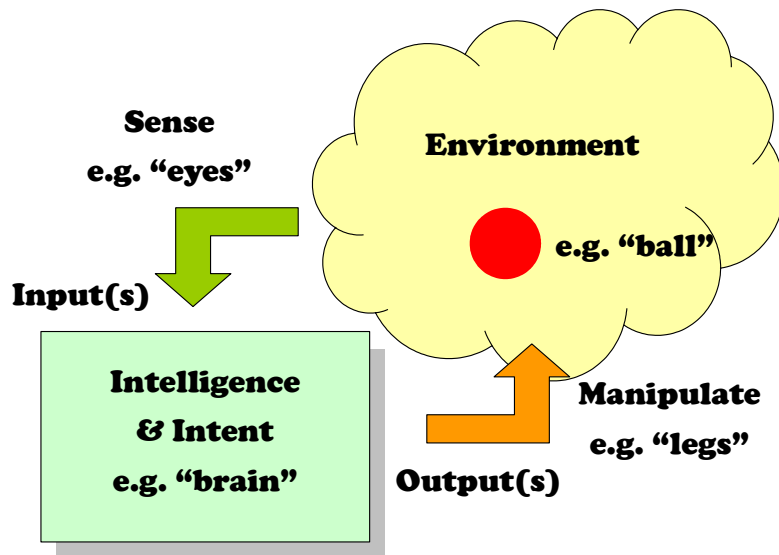 Sense
e.g. “eyes”
Environment
e.g. “ball”
Input(s)
Intelligence
& Intent
e.g. “brain”
Manipulate
e.g. “legs”
Output(s)